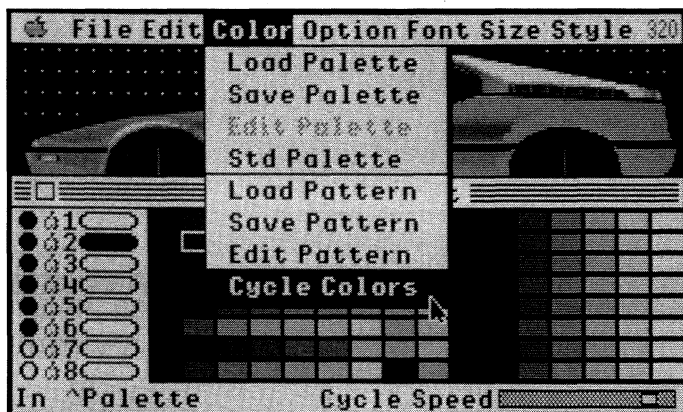 File Edit Color Option Font Size Style 320
Load Palette
Save Palette
Edit Palette
Std Palette
Load Pattern
Save Pattern
Edit Pattern
Cycle Colors
1
2
3
4
5
6
7
8
In ^Palette Cycle Speed